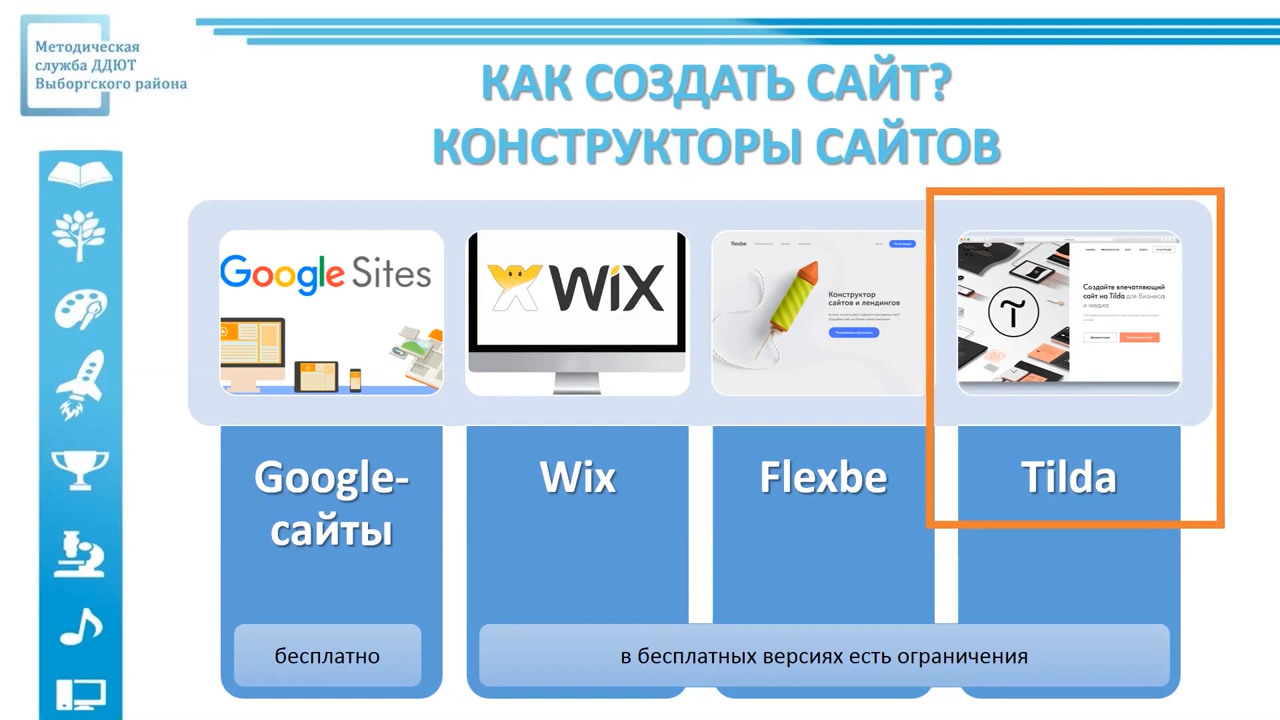 Методическая
служба ДДЮТ
Выборгского района
КАК СОЗДАТЬ САЙТ?
КОНСТРУКТОРЫ САЙТОВ
Google Sites
WiX
flexbe
Конструктор
сайтов и лендингов
Создайте впечатляющий
сайт на Tilda для бизнеса
и медиа
Google-
сайты
Wix
Flexbe
Tilda
бесплатно
в бесплатных версиях есть ограничения